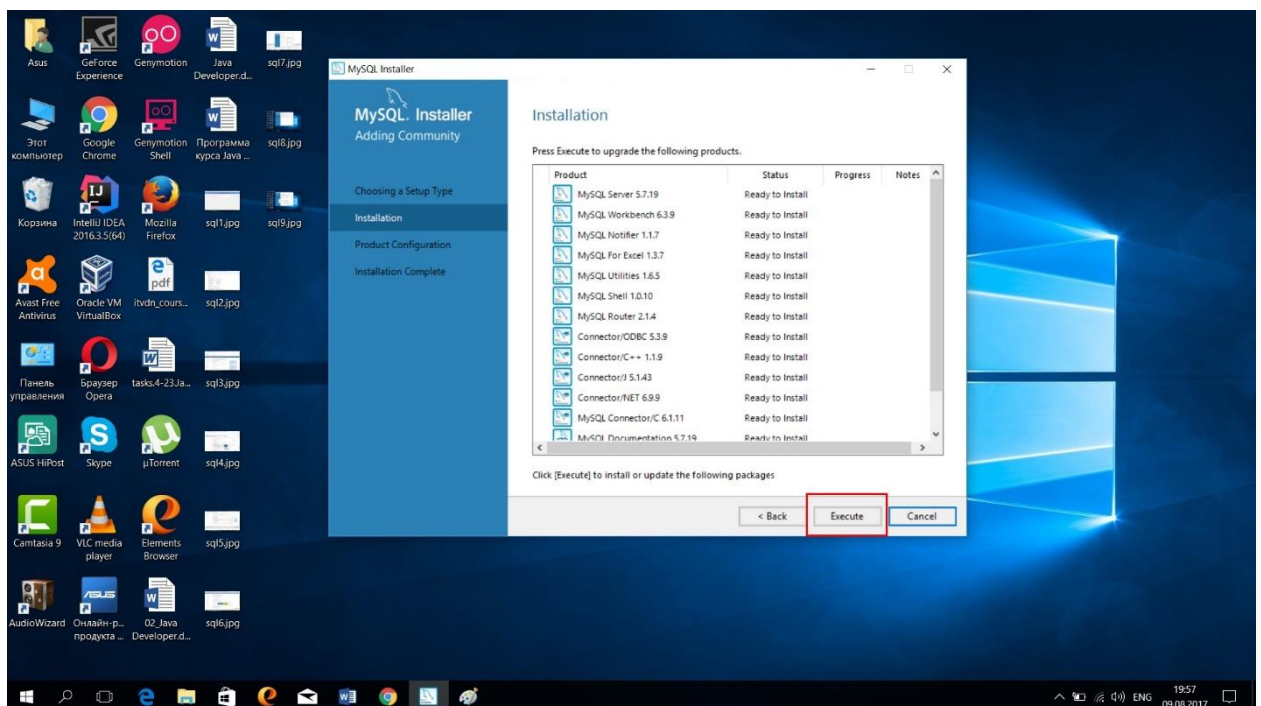 Asus
GeForce
Experience
Genymotion
Java
Developer.d...
sql7.jpg
Этот
компьютер
Google
Chrome
Genymotion
Shell
Программа
курса Java ...
sql8.jpg
Корзина
IntelliJ IDEA
2016.3.5(64)
Mozilla
Firefox
sql1.jpg
sql9.jpg
Avast Free
Antivirus
Oracle VM
VirtualBox
pdf
itvdn_cours...
sql2.jpg
Панель
управления
Браузер
Opera
tasks.4-23.Ja...
sql3.jpg
ASUS HiPost
Skype
µTorrent
sql4.jpg
Camtasia 9
VLC media
player
Elements
Browser
sql5.jpg
AudioWizard
Онлайн-р...
продукта ...
02_Java
Developer.d...
sql6.jpg
MySQL Installer
MySQL. Installer
Adding Community
Choosing a Setup Type
Installation
Product Configuration
Installation Complete
Installation
Press Execute to upgrade the following products.
Product Status Progress Notes
MySQL Server 5.7.19 Ready to Install
MySQL Workbench 6.3.9 Ready to Install
MySQL Notifier 1.1.7 Ready to Install
MySQL For Excel 1.3.7 Ready to Install
MySQL Utilities 1.6.5 Ready to Install
MySQL Shell 1.0.10 Ready to Install
MySQL Router 2.1.4 Ready to Install
Connector/ODBC 5.3.9 Ready to Install
Connector/C++ 1.1.9 Ready to Install
Connector/J 5.1.43 Ready to Install
Connector/NET 6.9.9 Ready to Install
MySQL Connector/C 6.1.11 Ready to Install
MySQL Documentation 5.7.19 Ready to Install
Click [Execute] to install or update the following packages
< Back Execute Cancel
ENG
19:57
09.08.2017